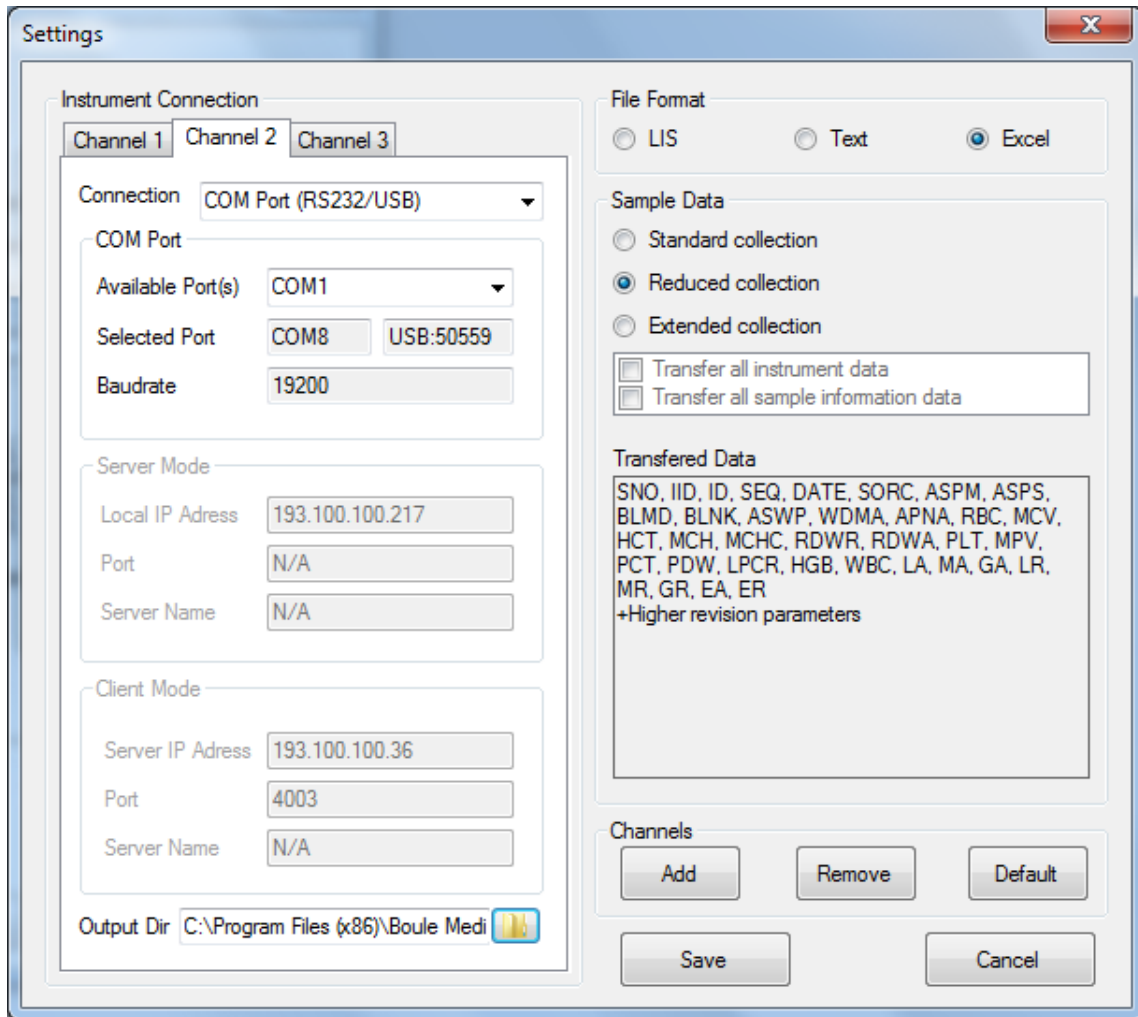 Settings
Instrument Connection
Channel 1 Channel 2 Channel 3
Connection COM Port (RS232/USB)
COM Port
Available Port(s) COM1
Selected Port COM8 USB:50559
Baudrate 19200
Server Mode
Local IP Adress 193.100.100.217
Port N/A
Server Name N/A
Client Mode
Server IP Adress 193.100.100.36
Port 4003
Server Name N/A
Output Dir C:\Program Files (x86)\Boule Medi
File Format
LIS Text Excel
Sample Data
Standard collection
Reduced collection
Extended collection
Transfer all instrument data
Transfer all sample information data
Transfered Data
SNO, IID, ID, SEQ, DATE, SORC, ASPM, ASPS,
BLMD, BLNK, ASWP, WDMA, APNA, RBC, MCV,
HCT, MCH, MCHC, RDWR, RDWA, PLT, MPV,
PCT, PDW, LPCR, HGB, WBC, LA, MA, GA, LR,
MR, GR, EA, ER
+Higher revision parameters
Channels
Add Remove Default
Save Cancel